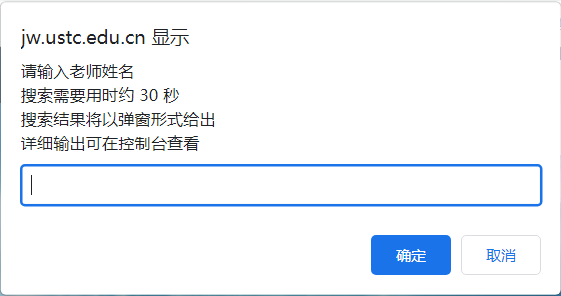 jw.ustc.edu.cn 显示
请输入老师姓名
搜索需要用时约 30 秒
搜索结果将以弹窗形式给出
详细输出可在控制台查看
确定
取消